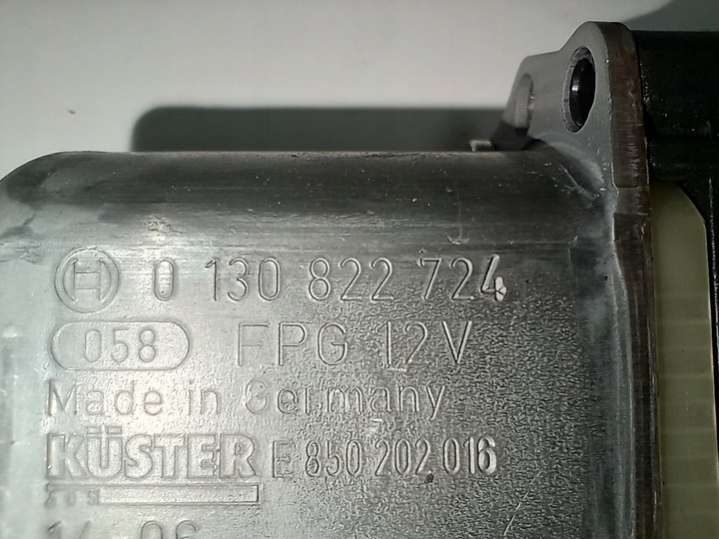 0 130 822 724
058 FPG 12V
Made in Germany
KÜSTER E 850 202 016